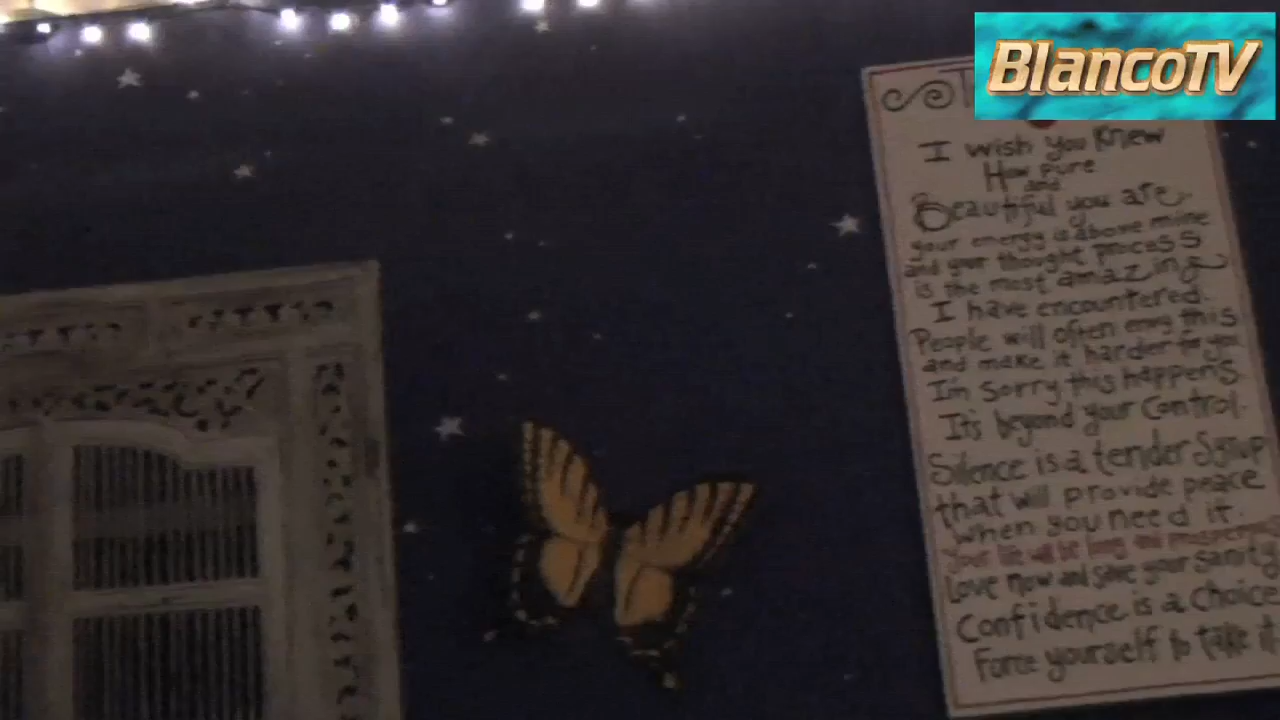 BlancoTV
I wish you knew
How pure
and
Beautiful you are.
your energy is above mine
and your thought process
is the most amazing
I have encountered.
People will often envy this
and make it harder for you
I'm sorry this happens.
It's beyond your control.
Silence is a tender Syrup
that will provide peace
when you need it.
Your life will be long and
Love now and save your sanity
Confidence is a choice
Force yourself to take it